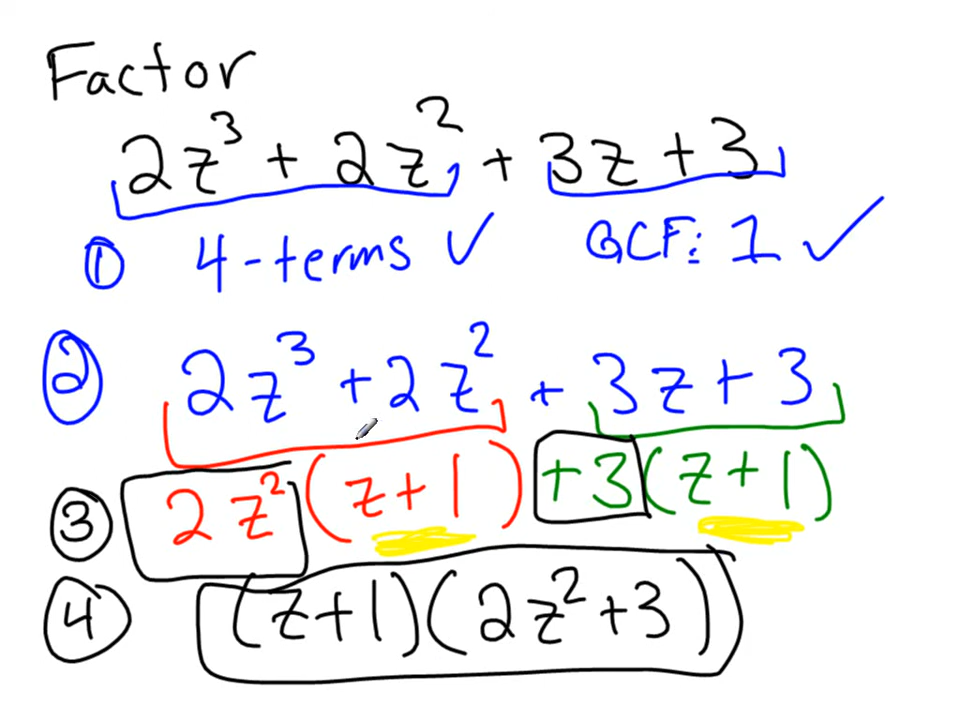 Factor
2z³ + 2z² + 3z + 3
① 4-terms ✓ GCF: 1 ✓
② 2z³ + 2z² + 3z + 3
③ 2z² (z + 1) + 3 (z + 1)
④ (z + 1)(2z² + 3)